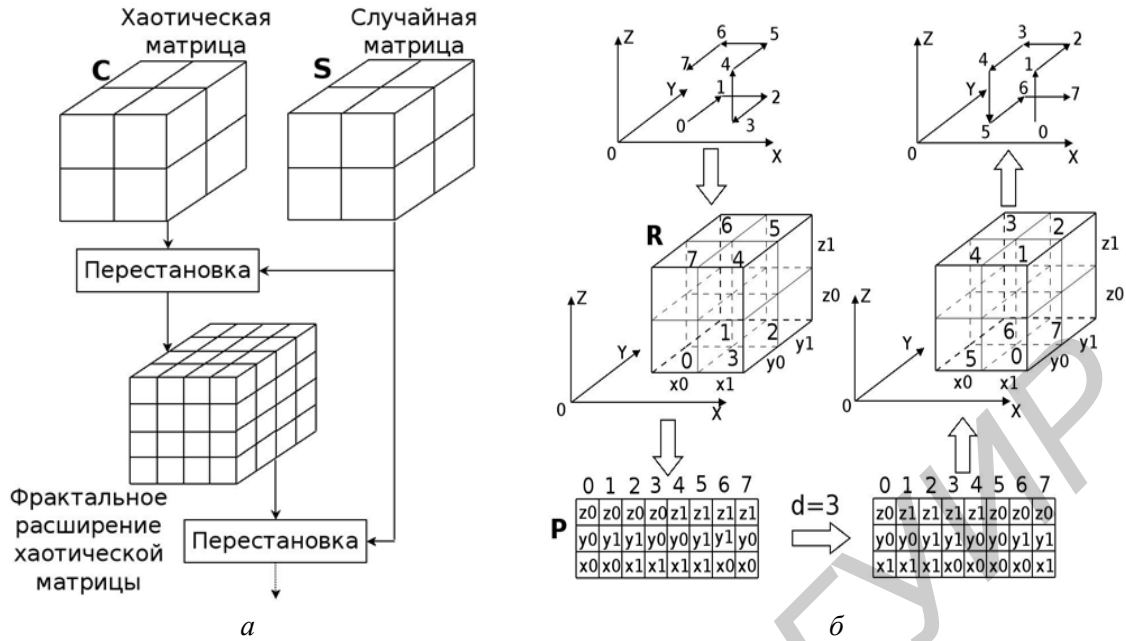 Хаотическая
матрица
Случайная
матрица
C
S
Перестановка
Фрактальное
расширение
хаотической
матрицы
Перестановка
а
Z
6 5
7 4
Y 1 2
0 3
0 X
Z
3 2
4 1
Y 6 7
5 0
0 X
R
6 5
7 4
z1
z0
1 2
0 3
y1
y0
x0 x1
Z
Y
0 X
3 2
4 1
z1
z0
6 7
5 0
y1
y0
x0 x1
Z
Y
0 X
0 1 2 3 4 5 6 7
P
z0 z0 z0 z0 z1 z1 z1 z1
y0 y1 y1 y0 y0 y1 y1 y0
x0 x0 x1 x1 x1 x1 x0 x0
d=3
0 1 2 3 4 5 6 7
z0 z1 z1 z1 z1 z0 z0 z0
y0 y0 y1 y1 y0 y0 y1 y1
x1 x1 x1 x0 x0 x0 x0 x1
б
ГУИР